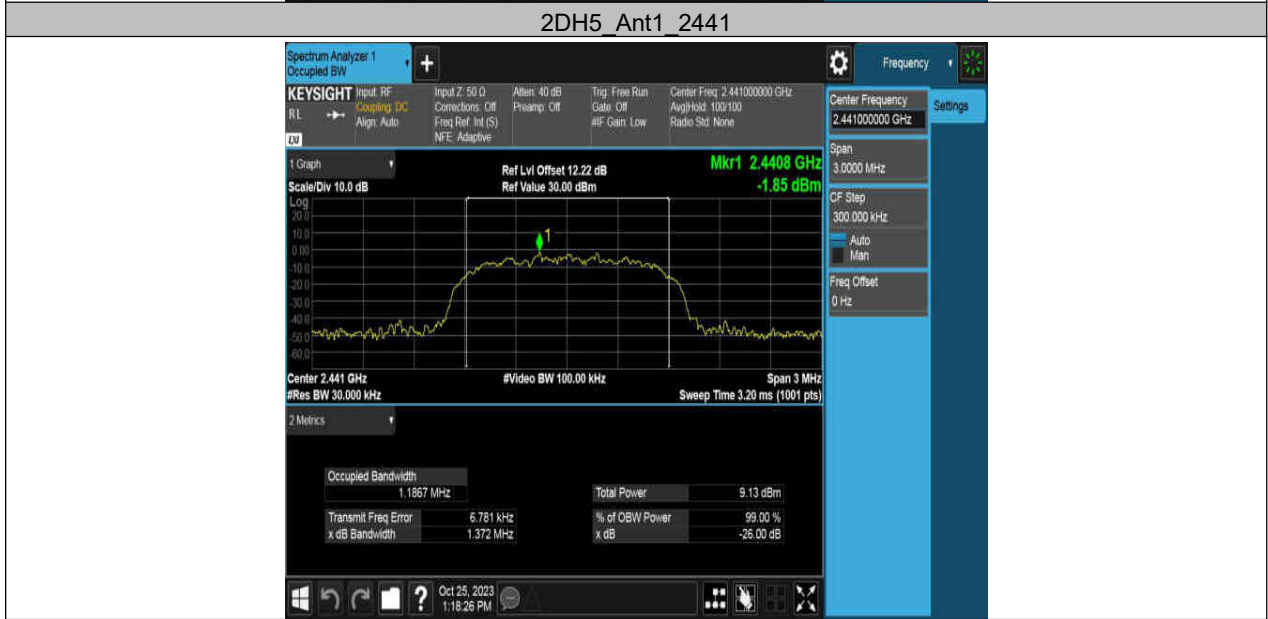 2DH5_Ant1_2441
Spectrum Analyzer 1
Occupied BW
+
Frequency
KEYSIGHT
RL
LXI
Input: RF
Coupling: DC
Align: Auto
Input Z: 50 Ω
Corrections: Off
Freq Ref: Int (S)
NFE: Adaptive
Atten: 40 dB
Preamp: Off
Trig: Free Run
Gate: Off
#IF Gain: Low
Center Freq: 2.441000000 GHz
Avg|Hold: 100/100
Radio Std: None
Center Frequency
2.441000000 GHz
Settings
Span
3.0000 MHz
CF Step
300.000 kHz
Auto
Man
Freq Offset
0 Hz
1 Graph
Scale/Div 10.0 dB
Ref Lvl Offset 12.22 dB
Ref Value 30.00 dBm
Mkr1 2.4408 GHz
-1.85 dBm
Log
20.0
10.0
0.00
-10.0
-20.0
-30.0
-40.0
-50.0
-60.0
1
Center 2.441 GHz
#Video BW 100.00 kHz
Span 3 MHz
#Res BW 30.000 kHz
Sweep Time 3.20 ms (1001 pts)
2 Metrics
Occupied Bandwidth
1.1867 MHz
Total Power 9.13 dBm
Transmit Freq Error 6.781 kHz
% of OBW Power 99.00 %
x dB Bandwidth 1.372 MHz
x dB -26.00 dB
?
Oct 25, 2023
1:18:26 PM